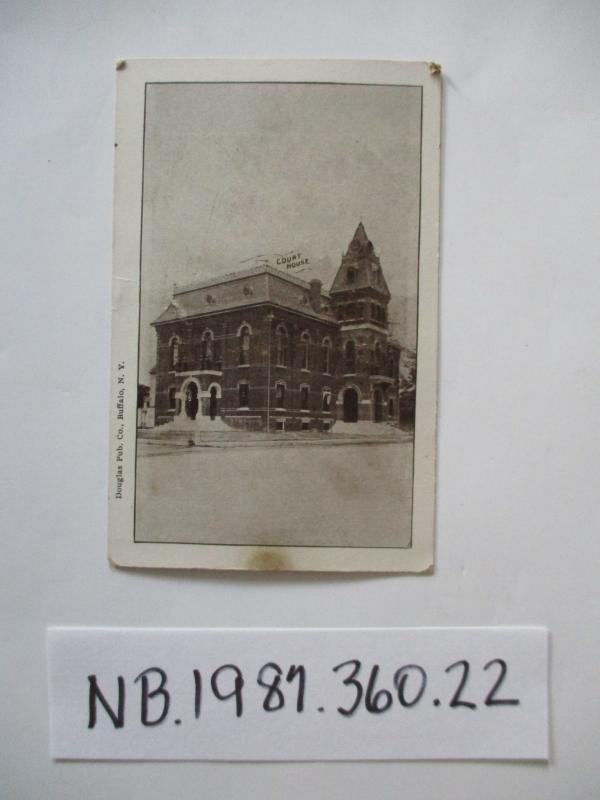 COURT
HOUSE
Douglas Pub. Co., Buffalo, N. Y.
NB.1987.360.22